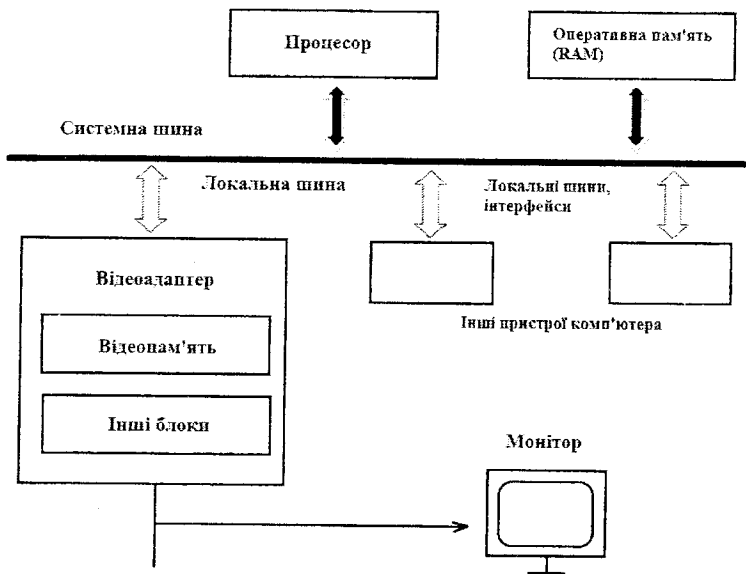 Процесор
Оперативна пам'ять
(RAM)
Системна шина
Локальна шина
Локальні шини,
інтерфейси
Відеоадаптер
Відеопам'ять
Інші блоки
Інші пристрої комп'ютера
Монітор